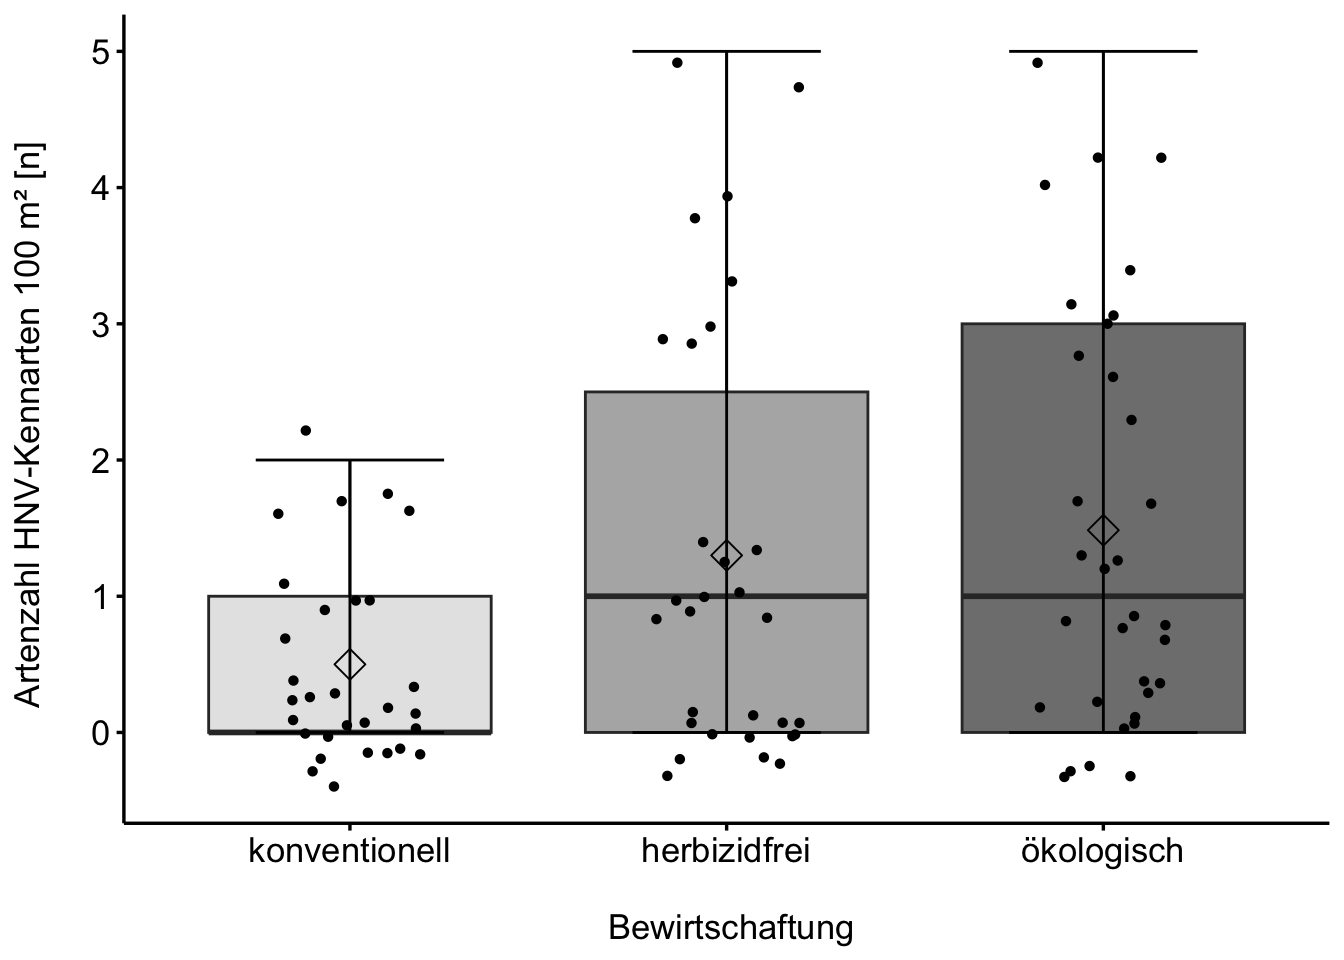 Artenzahl HNV-Kennarten 100 m² [n]
5
4
3
2
1
0
konventionell herbizidfrei ökologisch
Bewirtschaftung